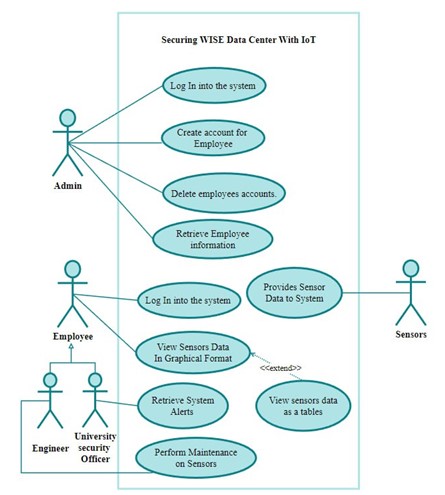 Securing WISE Data Center With IoT
Log In into the system
Create account for
Employee
Admin
Delete employees accounts.
Retrieve Employee
information
Provides Sensor
Data to System
Log In into the system
Employee
Sensors
View Sensors Data
In Graphical Format
<<extend>>
View sensors data
as a tables
Retrieve System
Alerts
Engineer
University
security
Officer
Perform Maintenance
on Sensors